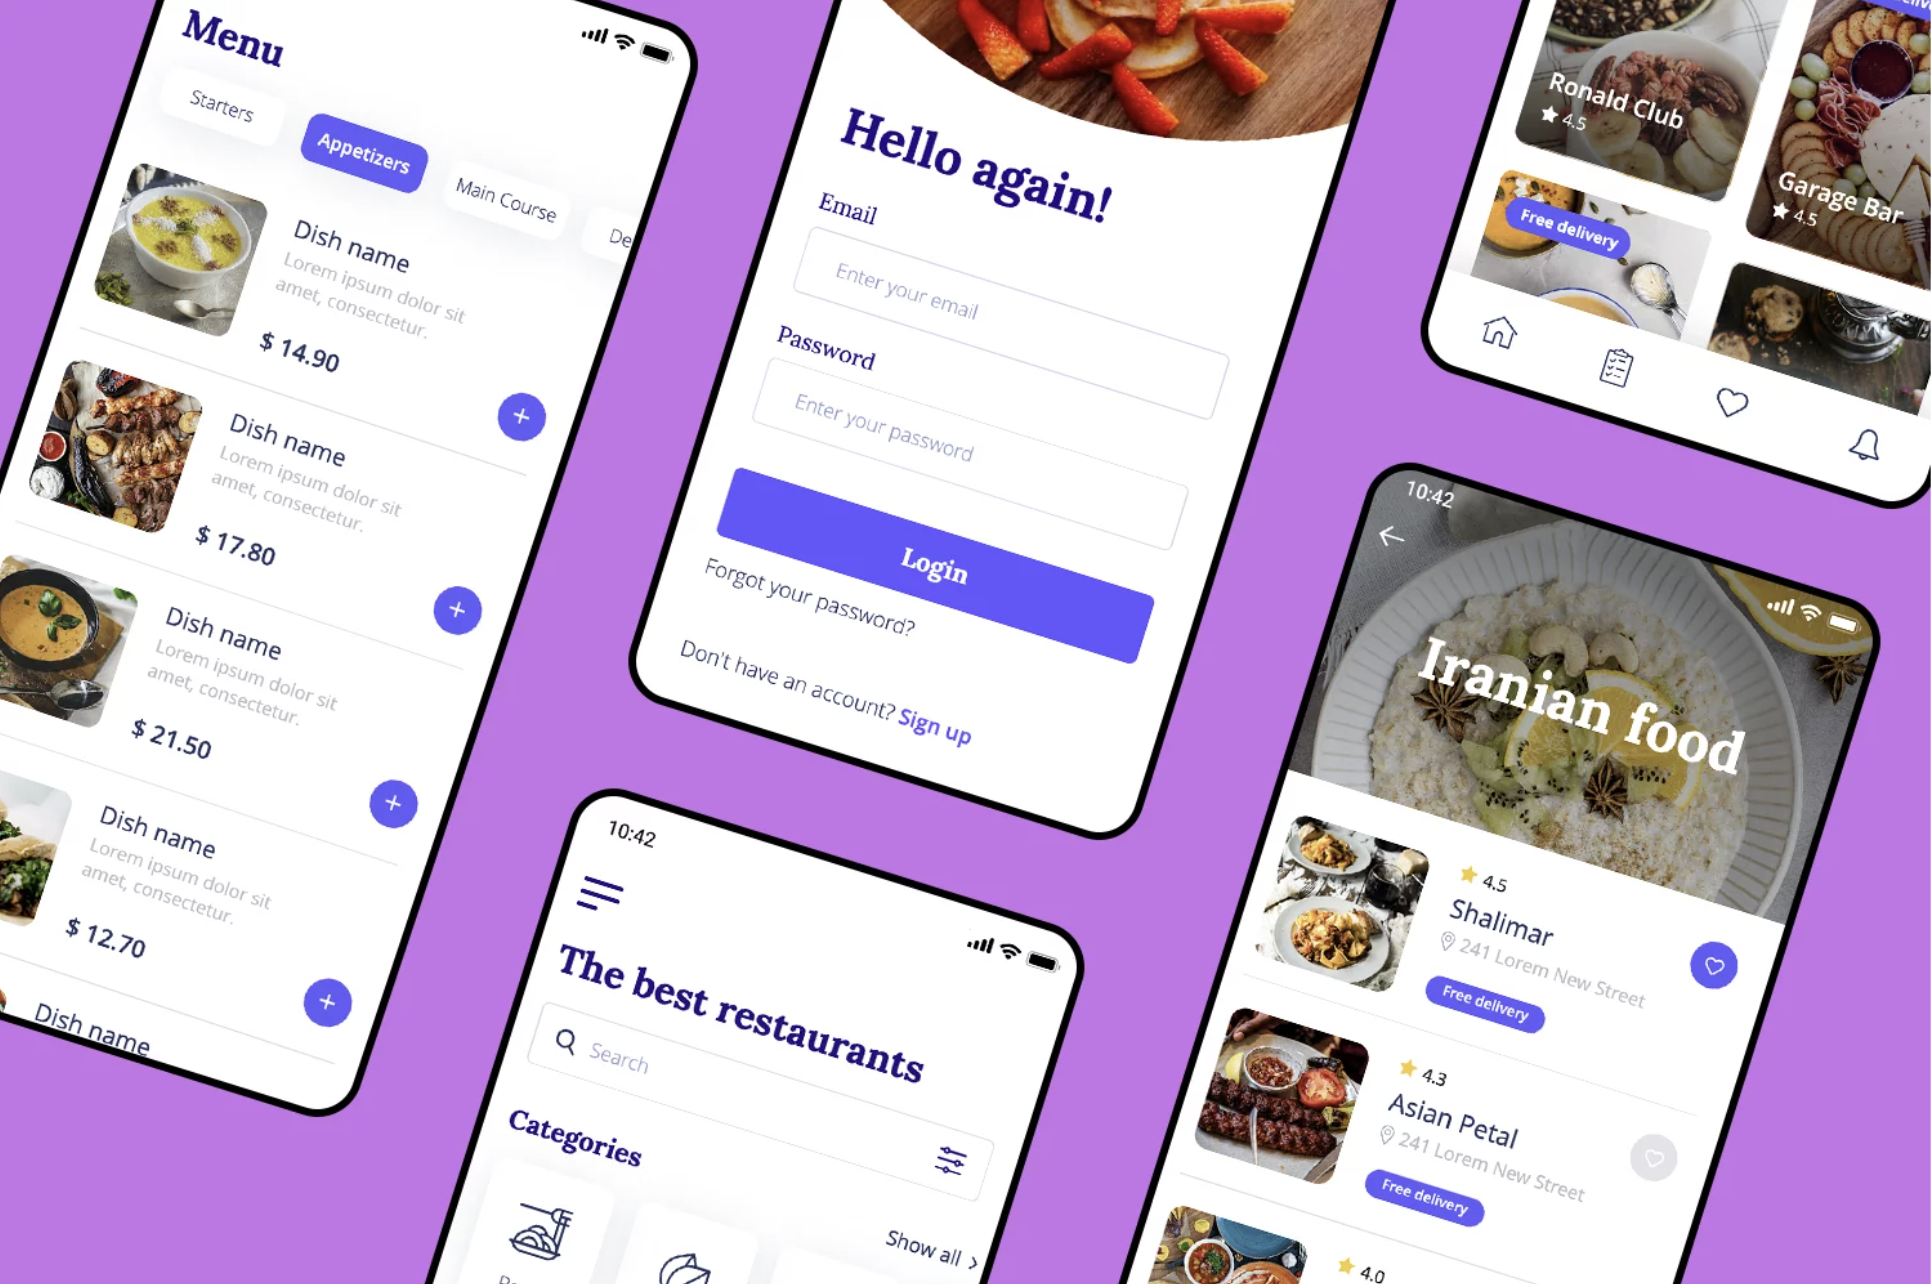 Menu
Starters
Appetizers
Main Course
De
Dish name
Lorem ipsum dolor sit
amet, consectetur.
$ 14.90
Dish name
Lorem ipsum dolor sit
amet, consectetur.
$ 17.80
Dish name
Lorem ipsum dolor sit
amet, consectetur.
$ 21.50
Dish name
Lorem ipsum dolor sit
amet, consectetur.
$ 12.70
Dish name
Hello again!
Email
Enter your email
Password
Enter your password
Login
Forgot your password?
Don't have an account? Sign up
10:42
The best restaurants
Search
Categories
Show all
Ronald Club
4.5
Free delivery
Garage Bar
4.5
10:42
Iranian food
4.5
Shalimar
241 Lorem New Street
Free delivery
4.3
Asian Petal
241 Lorem New Street
Free delivery
4.0